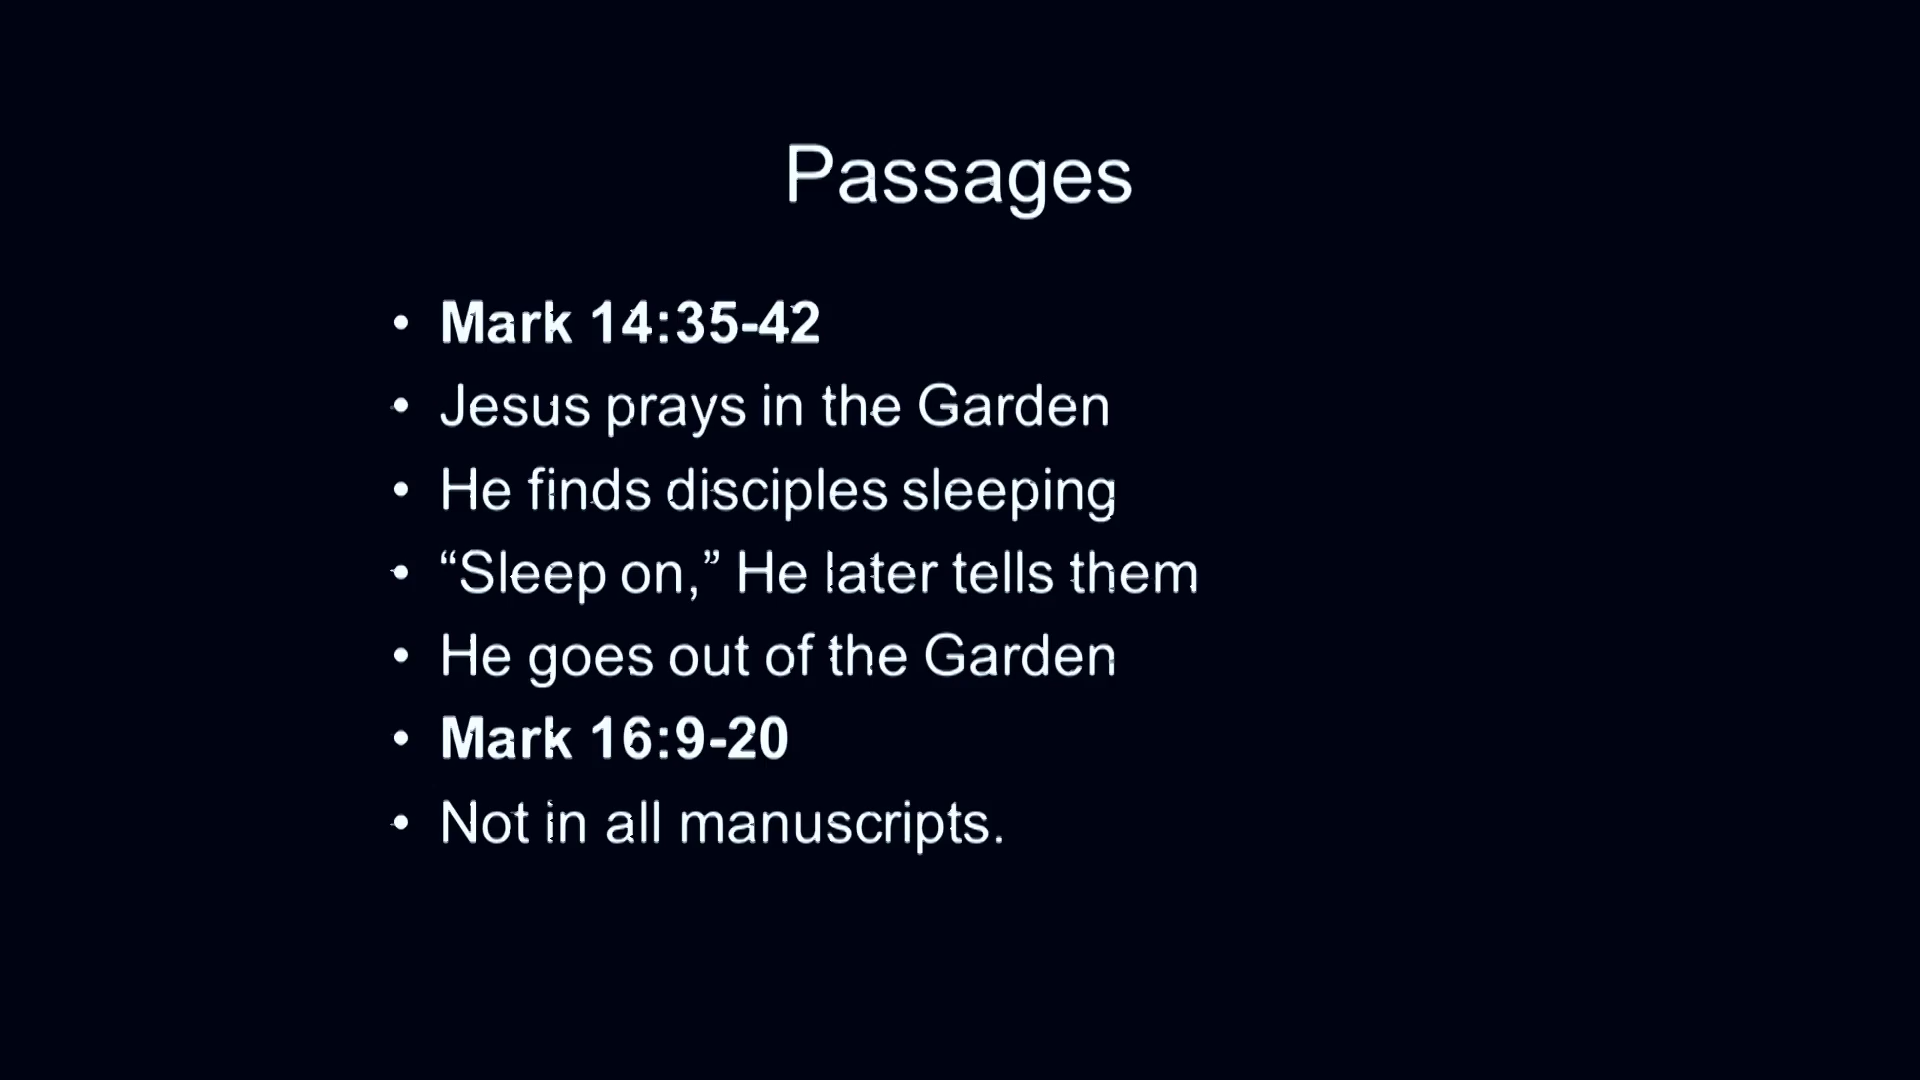 Passages
• Mark 14:35-42
• Jesus prays in the Garden
• He finds disciples sleeping
• “Sleep on,” He later tells them
• He goes out of the Garden
• Mark 16:9-20
• Not in all manuscripts.